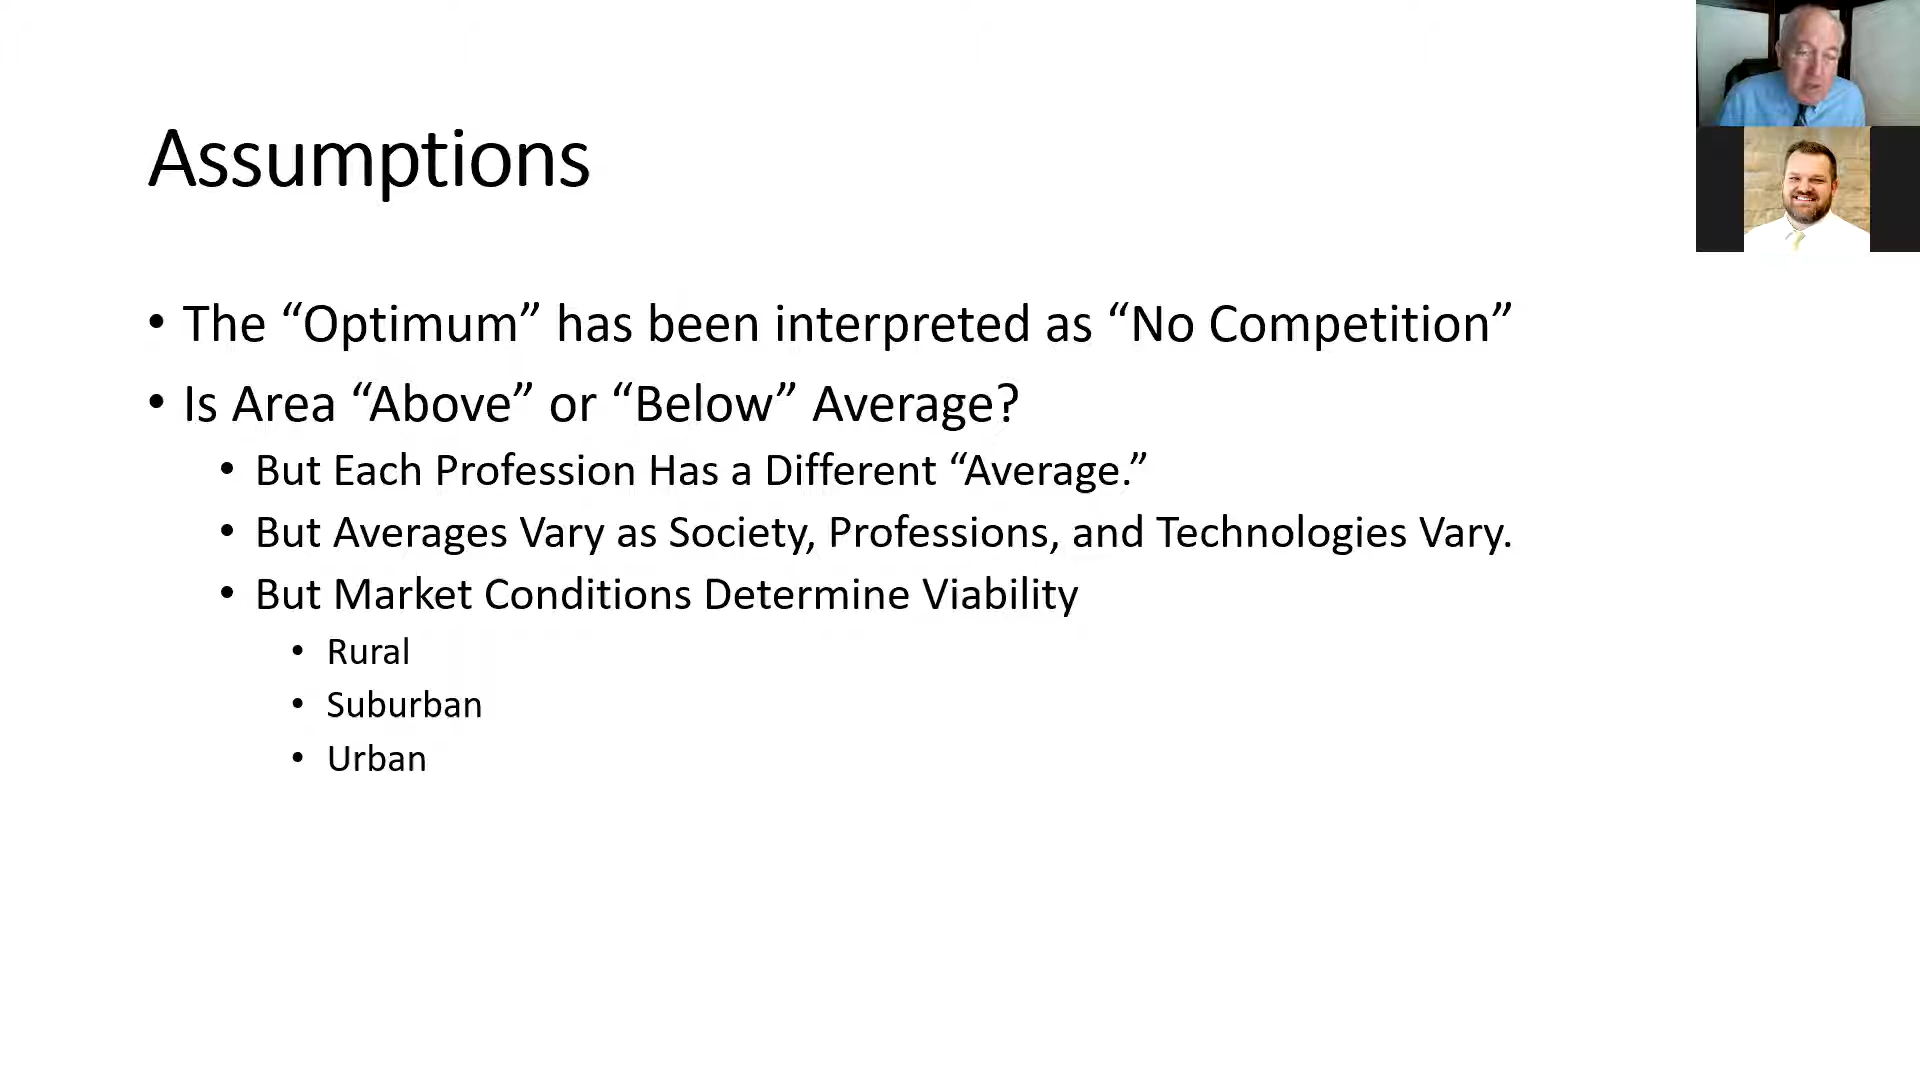 Assumptions
• The “Optimum” has been interpreted as “No Competition”
• Is Area “Above” or “Below” Average?
• But Each Profession Has a Different “Average.”
• But Averages Vary as Society, Professions, and Technologies Vary.
• But Market Conditions Determine Viability
• Rural
• Suburban
• Urban